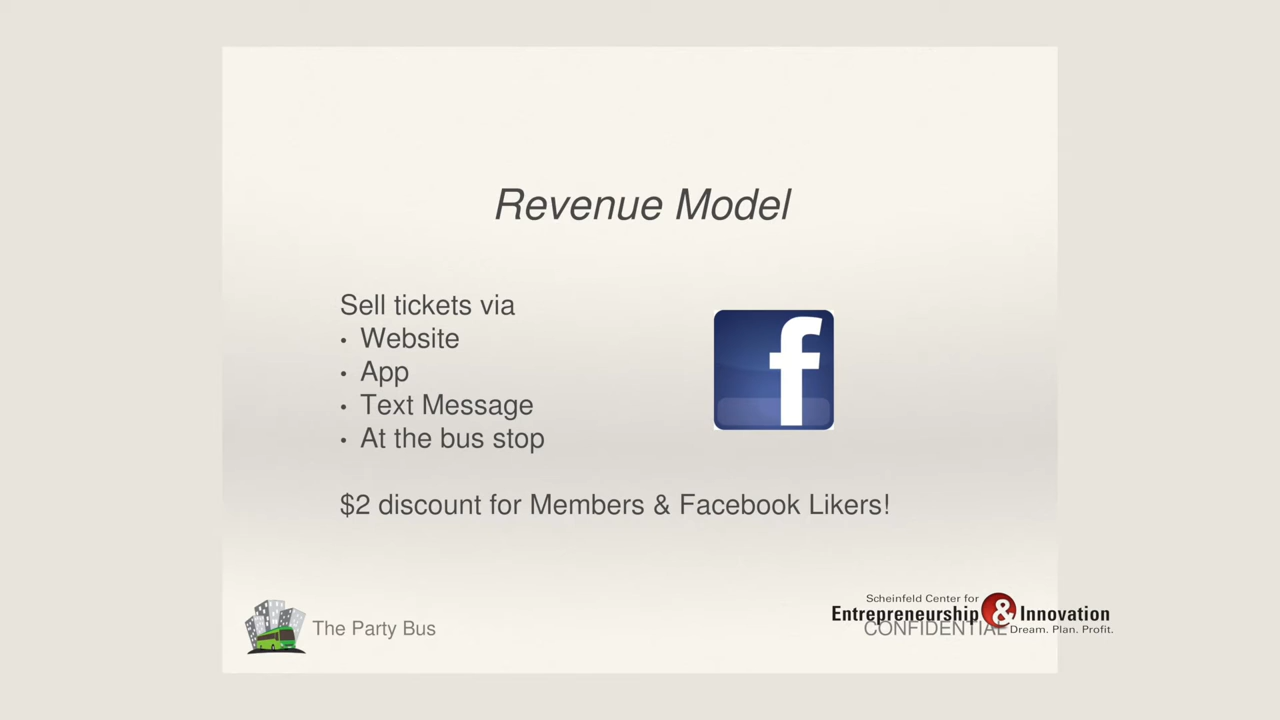 Revenue Model
Sell tickets via
• Website
• App
• Text Message
• At the bus stop
$2 discount for Members & Facebook Likers!
The Party Bus
Scheinfeld Center for
Entrepreneurship & Innovation
CONFIDENTIAL
Dream. Plan. Profit.